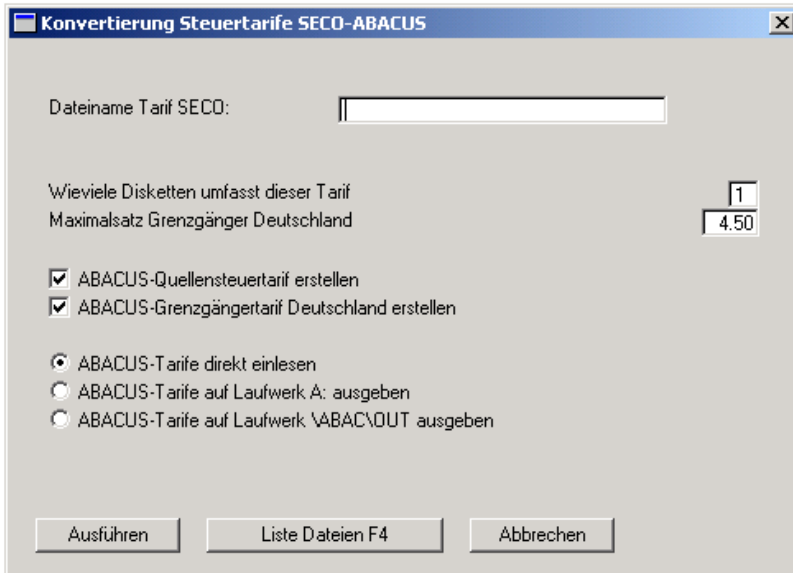 Konvertierung Steuertarife SECO-ABACUS
Dateiname Tarif SECO:
Wieviele Disketten umfasst dieser Tarif 1
Maximalsatz Grenzgänger Deutschland 4.50
ABACUS-Quellensteuertarif erstellen
ABACUS-Grenzgängertarif Deutschland erstellen
ABACUS-Tarife direkt einlesen
ABACUS-Tarife auf Laufwerk A: ausgeben
ABACUS-Tarife auf Laufwerk \ABAC\OUT ausgeben
Ausführen Liste Dateien F4 Abbrechen